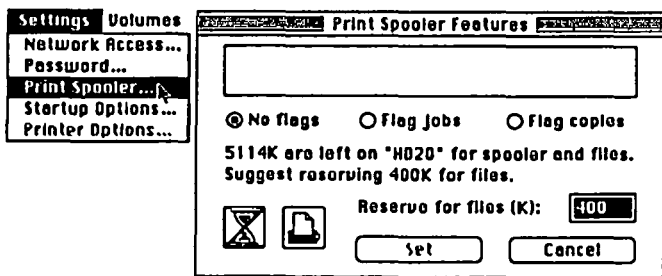 Settings Volumes
Network Access...
Password...
Print Spooler...
Startup Options...
Printer Options...
Print Spooler Features
No flags Flag jobs Flag copies
5114K are left on "HD20" for spooler and files.
Suggest reserving 400K for files.
Reserve for files (K): 400
Set Cancel